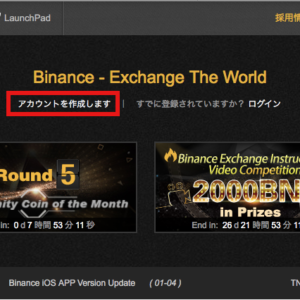 LaunchPad
採用情
Binance - Exchange The World
アカウントを作成します | すでに登録されていますか？ ログイン
Round 5
nity Coin of the Month
in: 0 d 7 時間 53 分 11 秒
Binance Exchange Instruc
Video Competition
2000BN
in Prizes
End in: 26 d 21 時間 53 分 11
Binance iOS APP Version Update (01-04)
TN